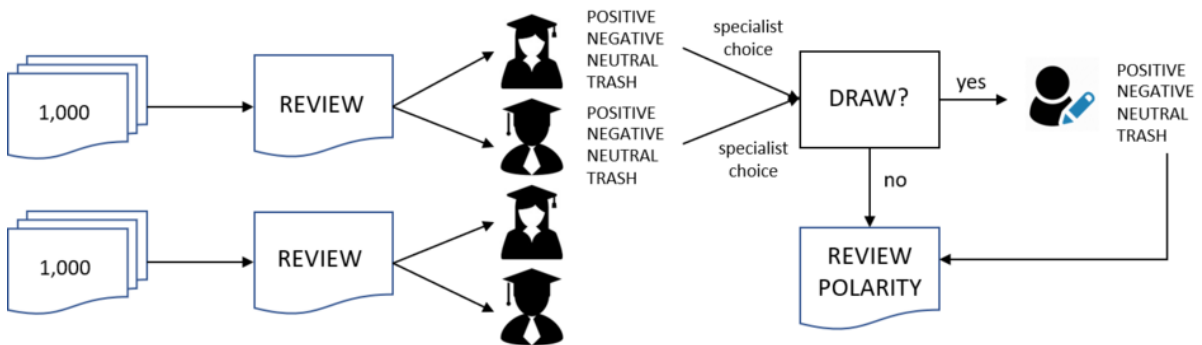 1,000
REVIEW
POSITIVE
NEGATIVE
NEUTRAL
TRASH
POSITIVE
NEGATIVE
NEUTRAL
TRASH
specialist
choice
specialist
choice
DRAW?
yes
no
POSITIVE
NEGATIVE
NEUTRAL
TRASH
1,000
REVIEW
REVIEW
POLARITY